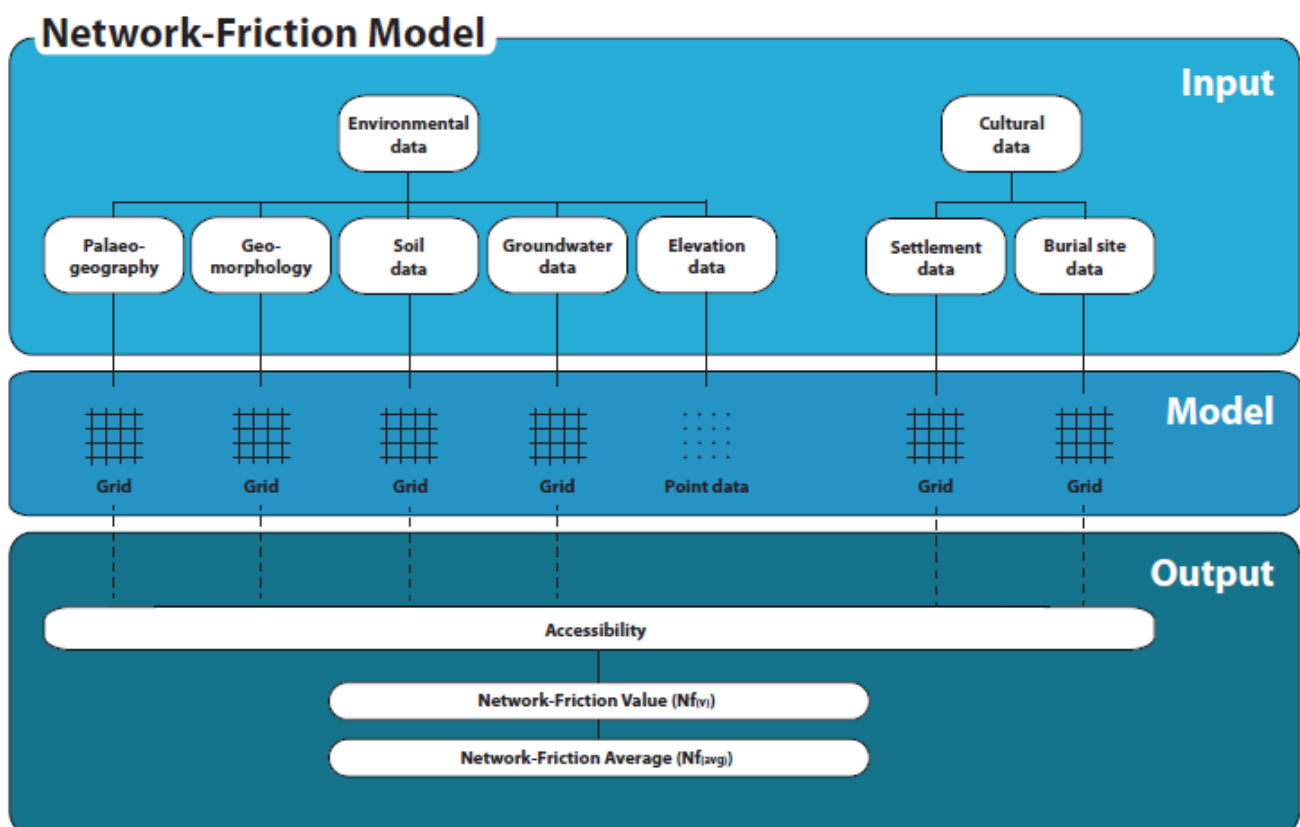 Network-Friction Model
Input
Environmental
data
Cultural
data
Palaeo-
geography
Geo-
morphology
Soil
data
Groundwater
data
Elevation
data
Settlement
data
Burial site
data
Model
Grid
Grid
Grid
Grid
Point data
Grid
Grid
Output
Accessibility
Network-Friction Value (Nf(v))
Network-Friction Average (Nf(avg))